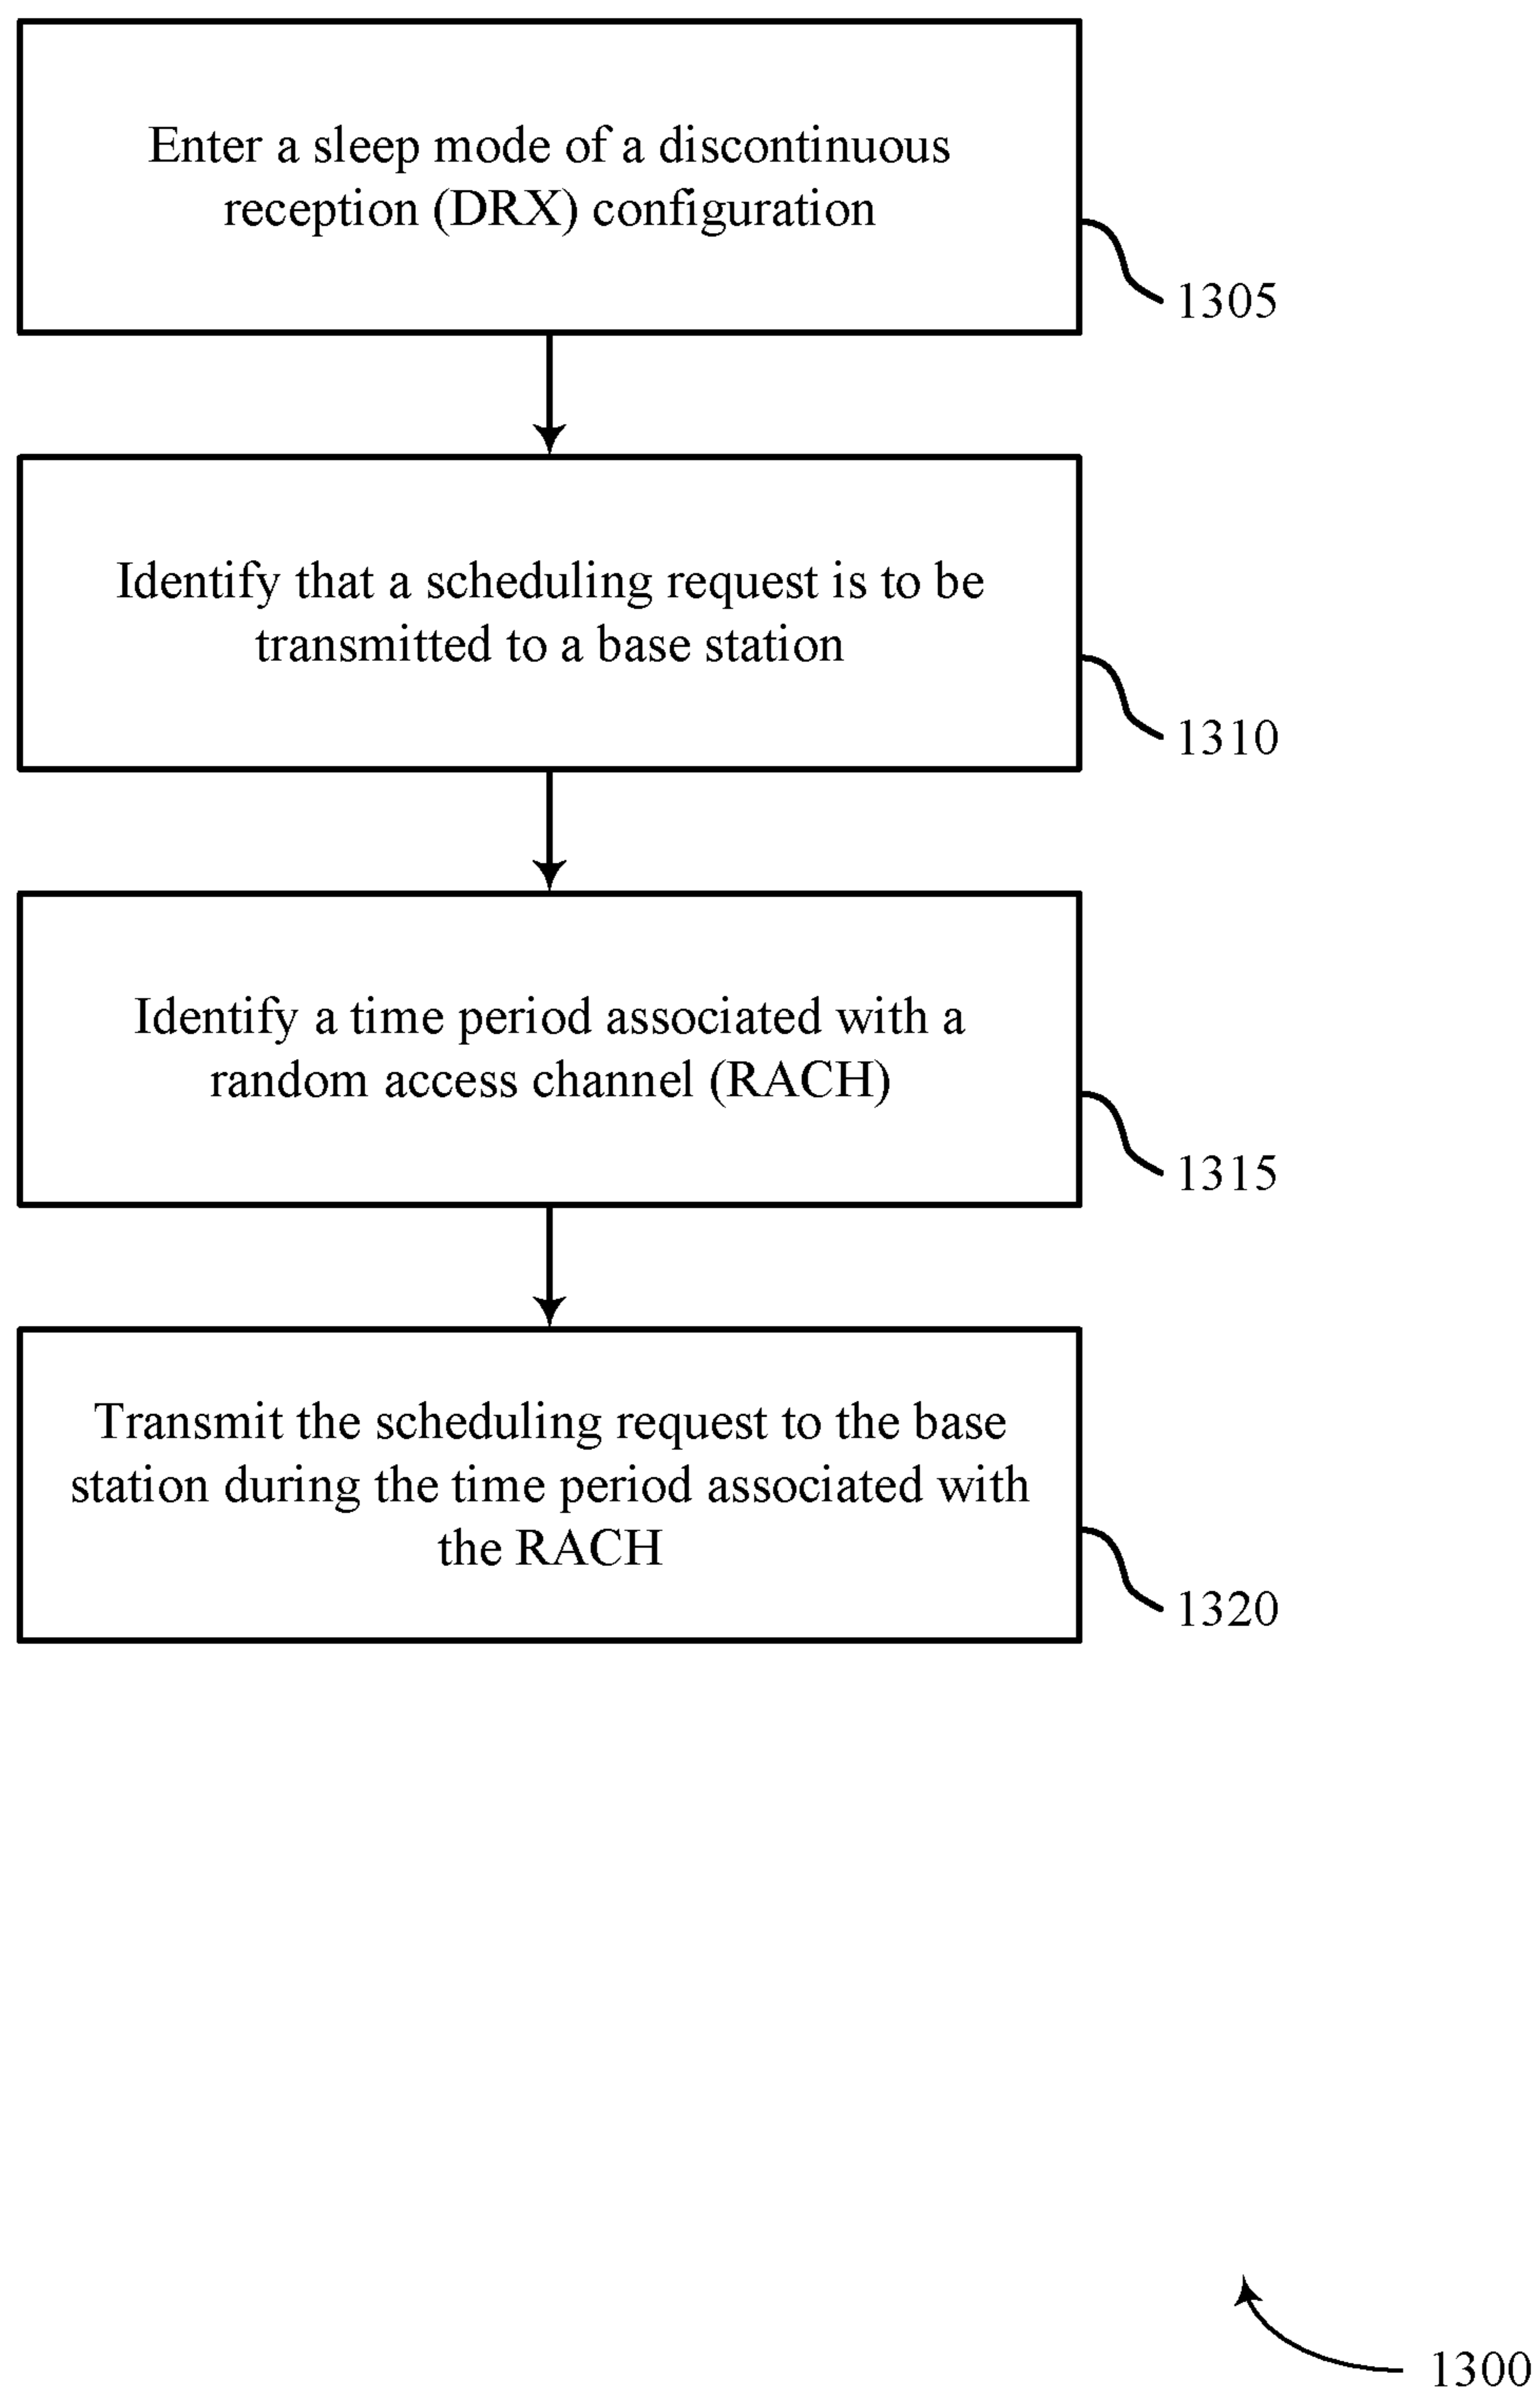 Enter a sleep mode of a discontinuous
reception (DRX) configuration
1305
Identify that a scheduling request is to be
transmitted to a base station
1310
Identify a time period associated with a
random access channel (RACH)
1315
Transmit the scheduling request to the base
station during the time period associated with
the RACH
1320
1300